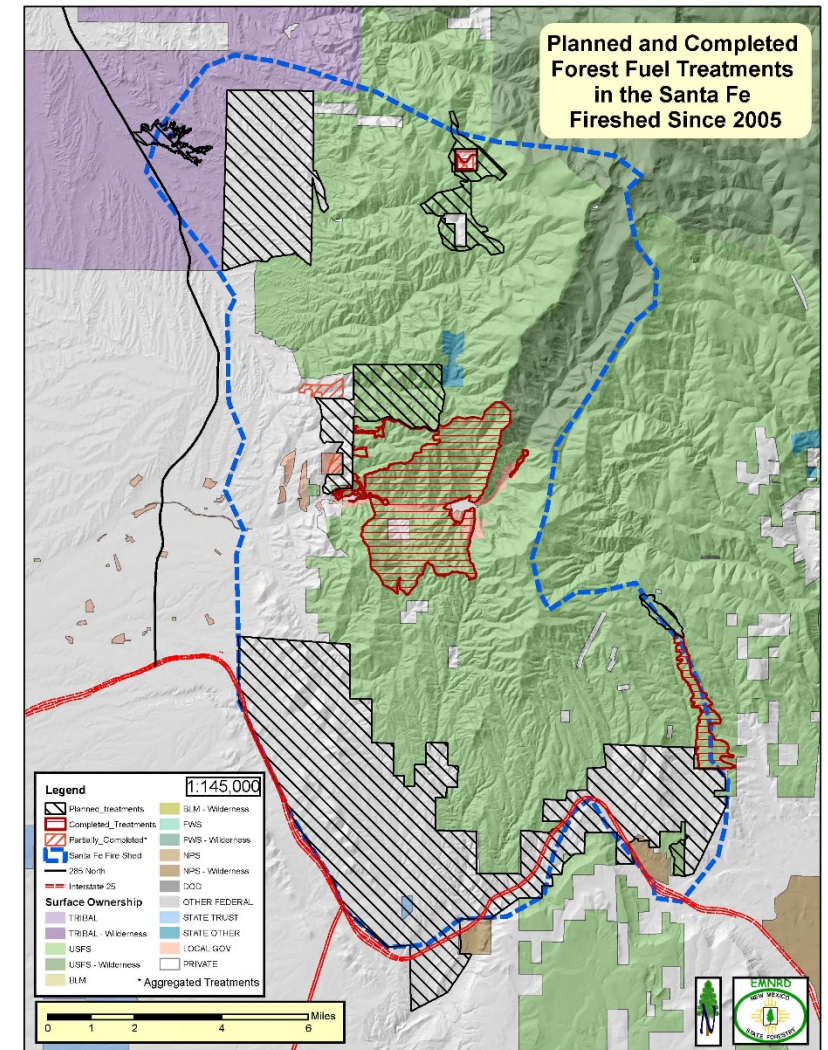 Planned and Completed
Forest Fuel Treatments
in the Santa Fe
Fireshed Since 2005
Legend
1:145,000
Planned_treatments
Completed_Treatments
Partially_Completed*
Santa Fe Fire Shed
285 North
Interstate 25
Surface Ownership
TRIBAL
TRIBAL - Wilderness
USFS
USFS - Wilderness
BLM
BLM - Wilderness
FWS
FWS - Wilderness
NPS
NPS - Wilderness
DOD
OTHER FEDERAL
STATE TRUST
STATE OTHER
LOCAL GOV
PRIVATE
* Aggregated Treatments
Miles
0 1 2 4 6
N
EMNRD
NEW MEXICO
STATE FORESTRY